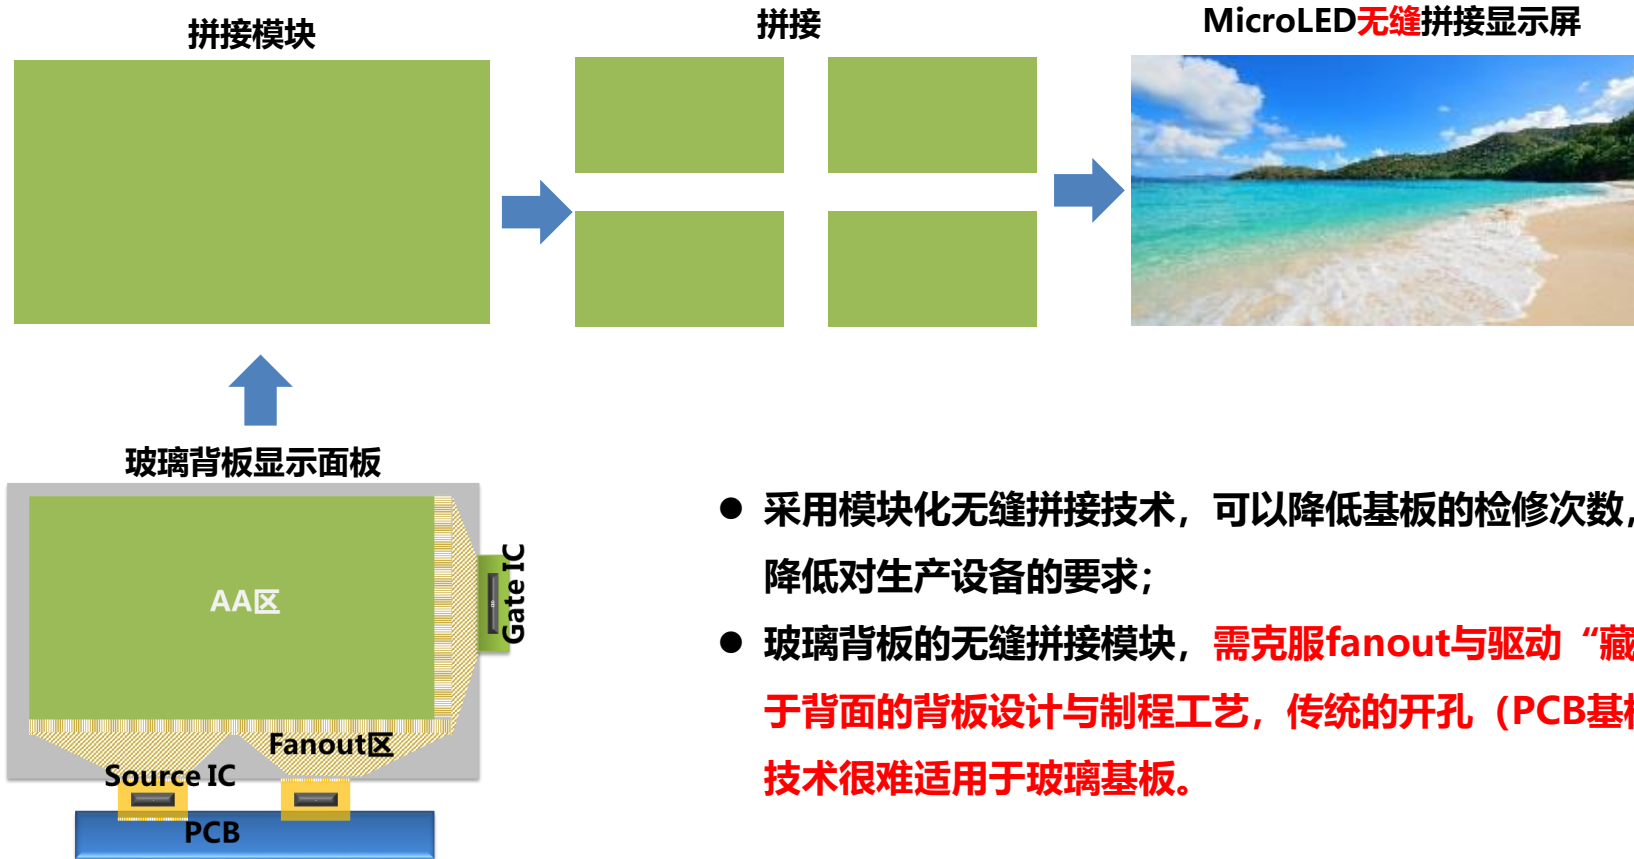 拼接模块
拼接
MicroLED无缝拼接显示屏
玻璃背板显示面板
AA区
Gate IC
Fanout区
Source IC
PCB
● 采用模块化无缝拼接技术，可以降低基板的检修次数，
降低对生产设备的要求；
● 玻璃背板的无缝拼接模块，需克服fanout与驱动“藏
于背面的背板设计与制程工艺，传统的开孔（PCB基
技术很难适用于玻璃基板。